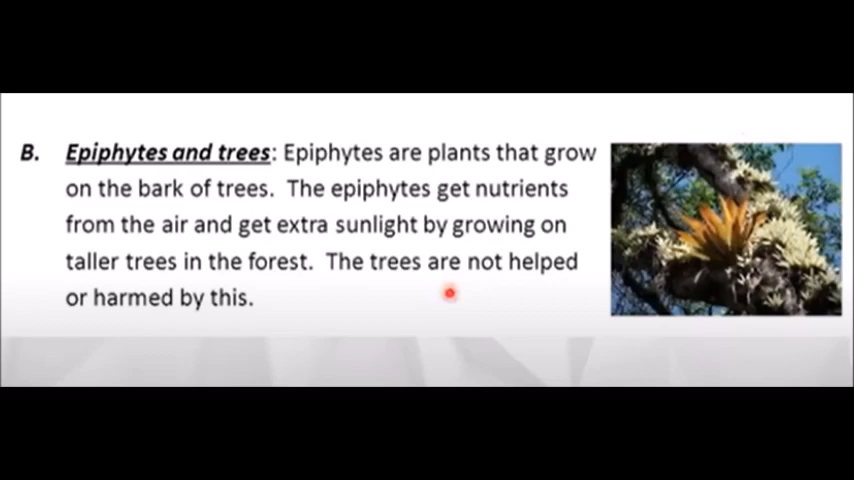 B. Epiphytes and trees: Epiphytes are plants that grow
on the bark of trees. The epiphytes get nutrients
from the air and get extra sunlight by growing on
taller trees in the forest. The trees are not helped
or harmed by this.